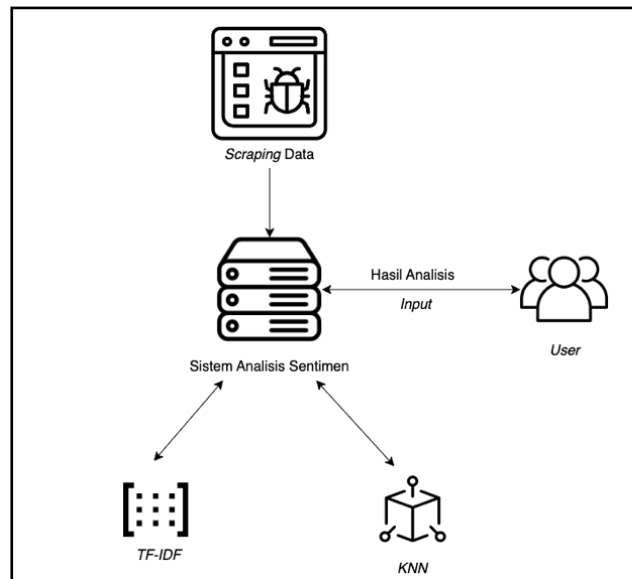 Scraping Data
Hasil Analisis
Input
User
Sistem Analisis Sentimen
TF-IDF
KNN